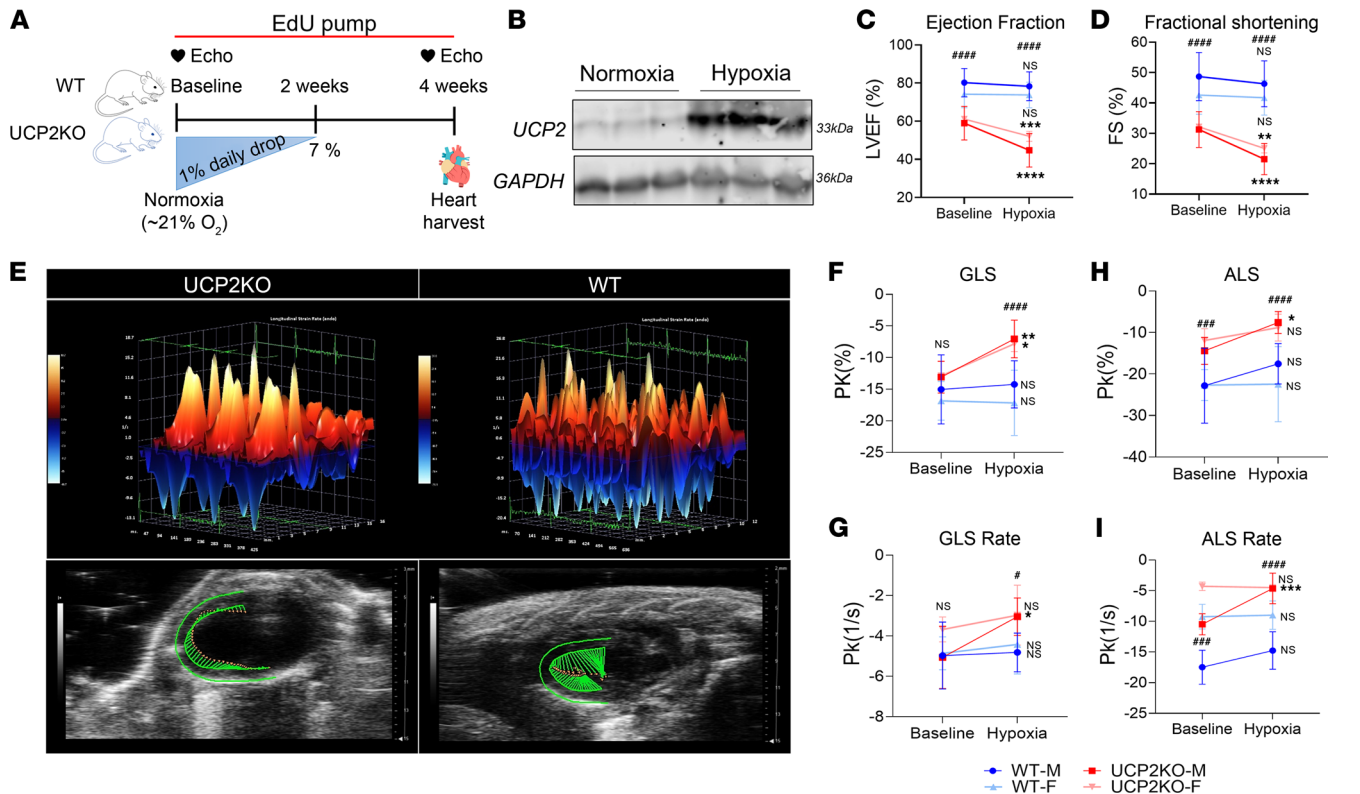 A
EdU pump
Echo
Echo
WT
Baseline
2 weeks
4 weeks
UCP2KO
1% daily drop
7 %
Normoxia
(~21% O2)
Heart
harvest
B
Normoxia
Hypoxia
UCP2
33kDa
GAPDH
36kDa
C
Ejection Fraction
LVEF (%)
100
80
60
40
20
####
####
NS
NS
***
****
Baseline
Hypoxia
D
Fractional shortening
FS (%)
60
50
40
30
20
10
####
####
NS
NS
**
****
Baseline
Hypoxia
E
UCP2KO
WT
Longitudinal Strain Rate (endo)
Longitudinal Strain Rate (endo)
F
GLS
PK(%)
0
-5
-10
-15
-20
-25
NS
####
**
*
NS
NS
Baseline
Hypoxia
H
ALS
Pk(%)
0
-10
-20
-30
-40
###
####
*
NS
NS
NS
Baseline
Hypoxia
G
GLS Rate
Pk(1/s)
0
-2
-4
-6
-8
NS
#
NS
*
NS
NS
Baseline
Hypoxia
I
ALS Rate
Pk(1/s)
0
-5
-10
-15
-20
-25
###
####
NS
***
NS
NS
Baseline
Hypoxia
WT-M
UCP2KO-M
WT-F
UCP2KO-F